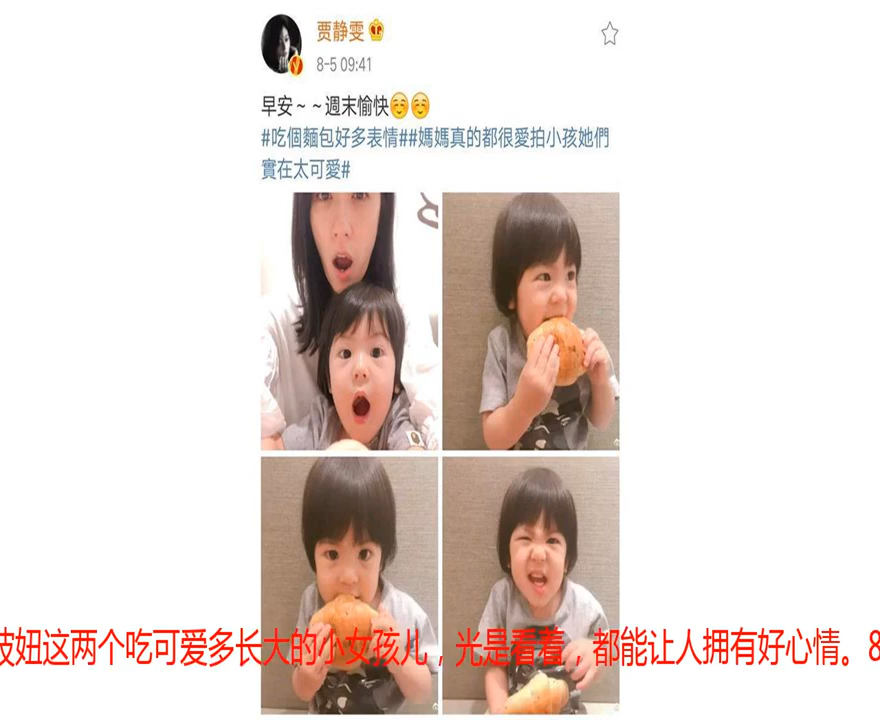 贾静雯
8-5 09:41
早安~~週末愉快
#吃個麵包好多表情##媽媽真的都很愛拍小孩她們
實在太可愛#
妞这两个吃可爱多长大的小女孩儿，光是看着，都能让人拥有好心情。8